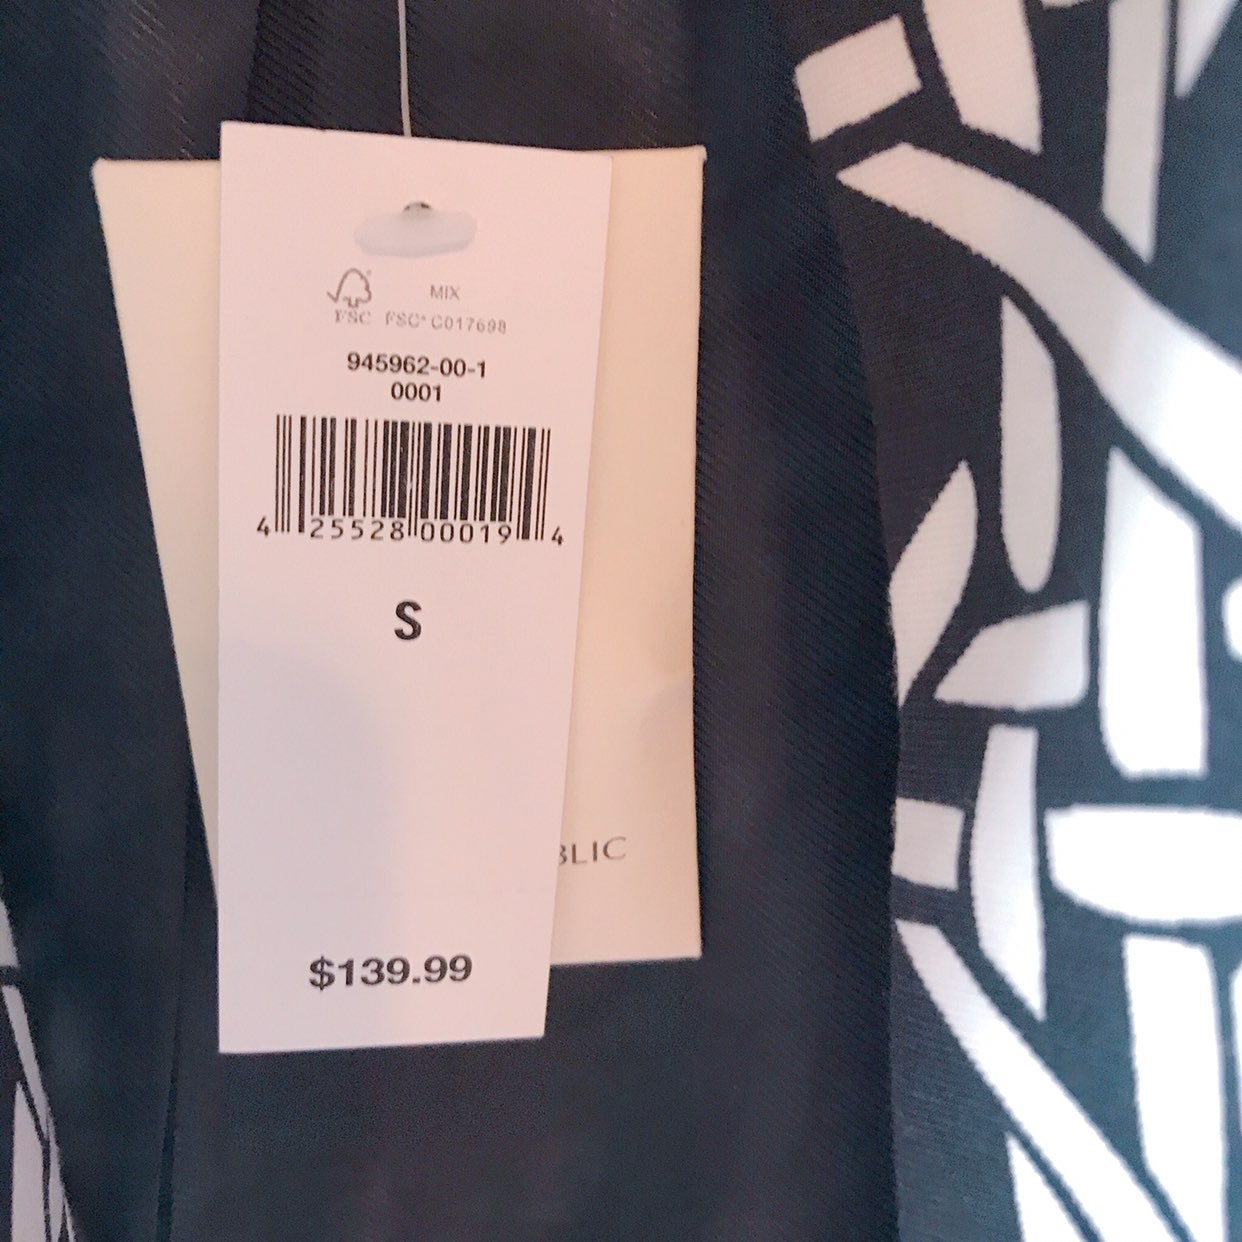 MIX
FSC FSC® C017698
945962-00-1
0001
4 25528 00019 4
S
BLIC
$139.99